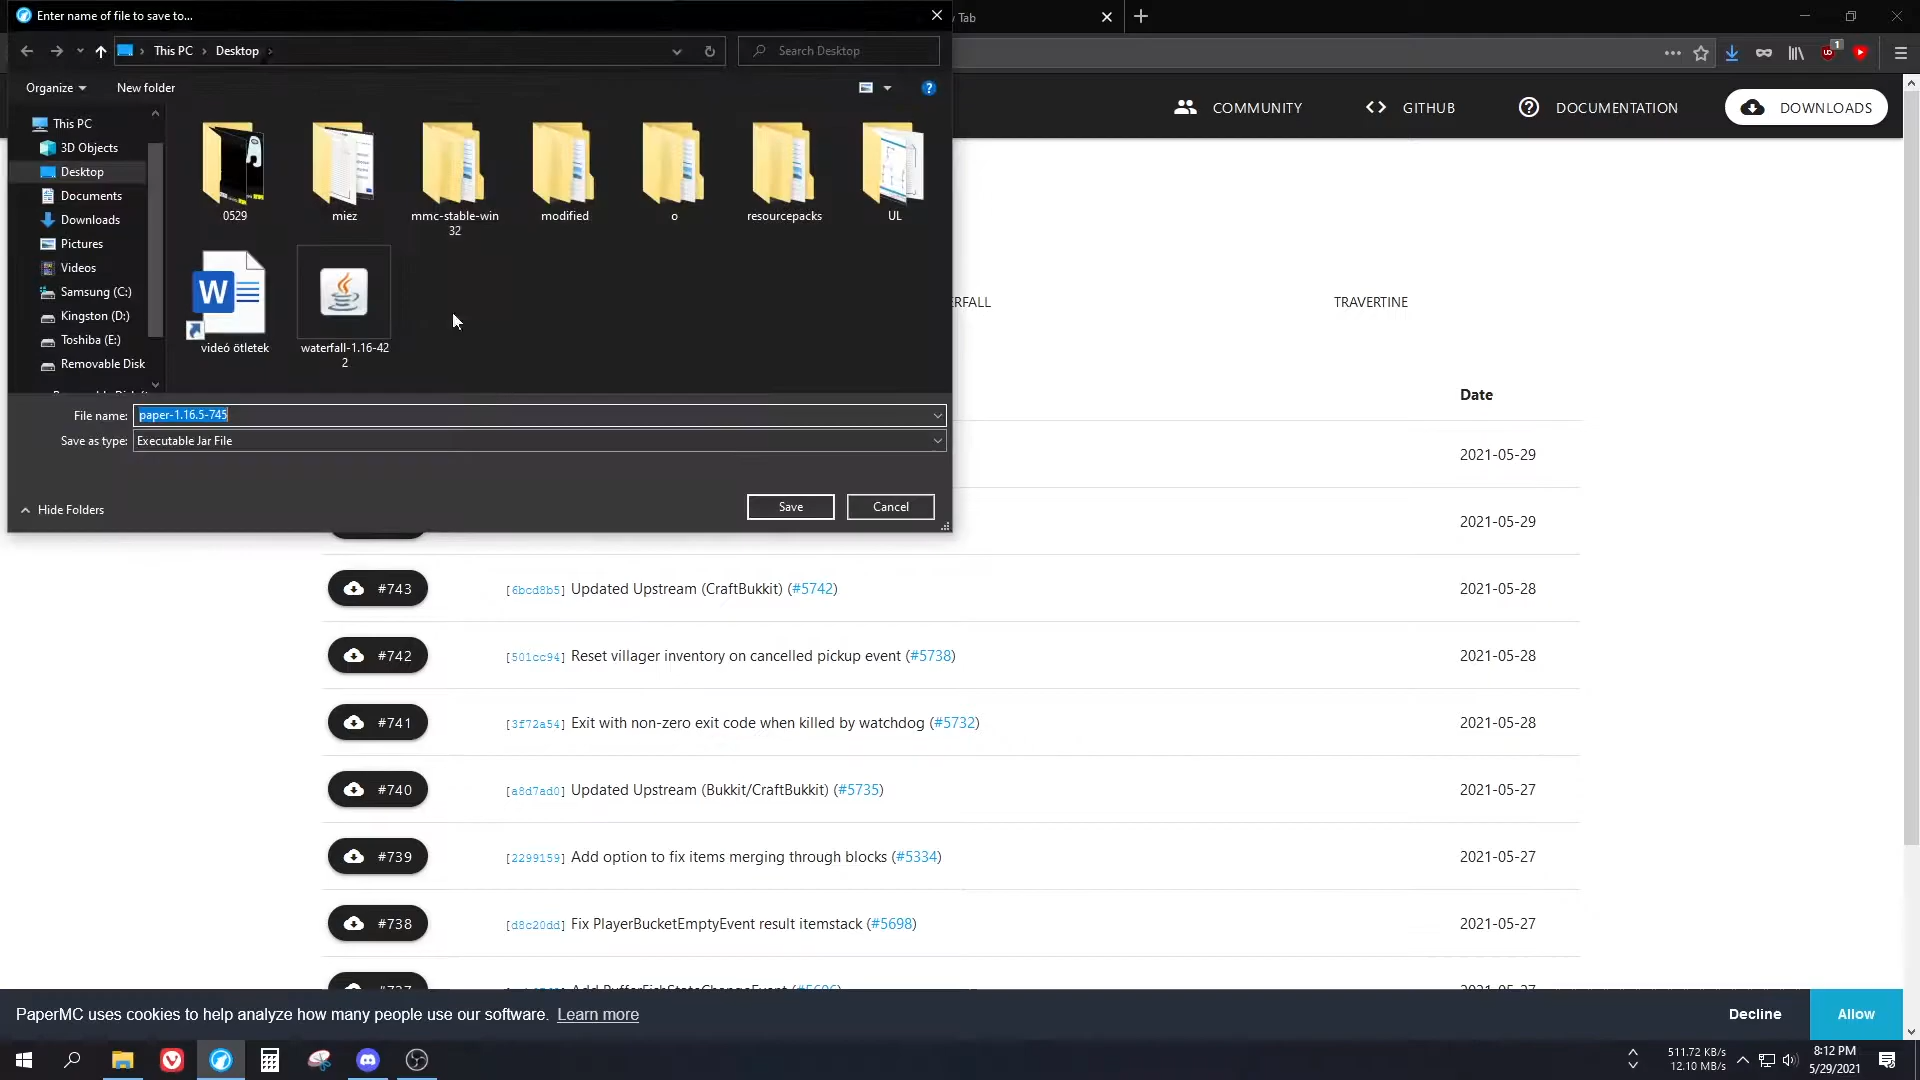 Enter name of file to save to...
Tab
This PC
Desktop
Search Desktop
Organize
New folder
1
This PC
3D Objects
Desktop
Documents
Downloads
Pictures
Videos
Samsung (C:)
Kingston (D:)
Toshiba (E:)
Removable Disk
0529
miez
mmc-stable-win
32
modified
o
resourcepacks
UL
videó ötletek
waterfall-1.16-42
2
File name:
paper-1.16.5-745
Save as type:
Executable Jar File
Hide Folders
Save
Cancel
COMMUNITY
GITHUB
DOCUMENTATION
DOWNLOADS
ERFALL
TRAVERTINE
Date
2021-05-29
2021-05-29
#743 [6bcd8b5] Updated Upstream (CraftBukkit) (#5742) 2021-05-28
#742 [501cc94] Reset villager inventory on cancelled pickup event (#5738) 2021-05-28
#741 [3f72a54] Exit with non-zero exit code when killed by watchdog (#5732) 2021-05-28
#740 [a8d7ad0] Updated Upstream (Bukkit/CraftBukkit) (#5735) 2021-05-27
#739 [2299159] Add option to fix items merging through blocks (#5334) 2021-05-27
#738 [d8c20dd] Fix PlayerBucketEmptyEvent result itemstack (#5698) 2021-05-27
PaperMC uses cookies to help analyze how many people use our software. Learn more
Decline
Allow
511.72 KB/s
12.10 MB/s
8:12 PM
5/29/2021